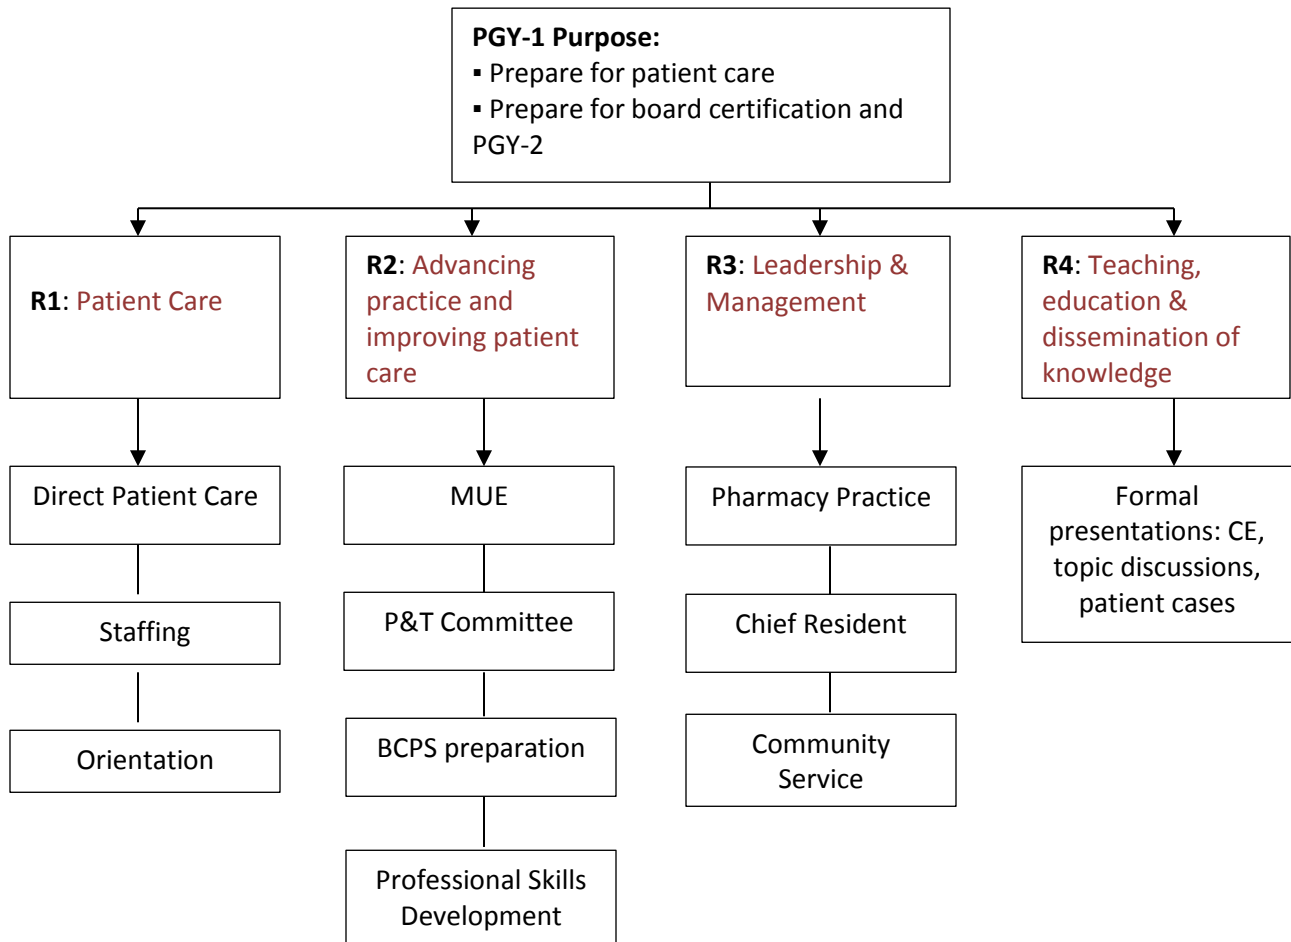 PGY-1 Purpose:
▪ Prepare for patient care
▪ Prepare for board certification and
PGY-2
R1: Patient Care
R2: Advancing
practice and
improving patient
care
R3: Leadership &
Management
R4: Teaching,
education &
dissemination of
knowledge
Direct Patient Care
Staffing
Orientation
MUE
P&T Committee
BCPS preparation
Professional Skills
Development
Pharmacy Practice
Chief Resident
Community
Service
Formal
presentations: CE,
topic discussions,
patient cases